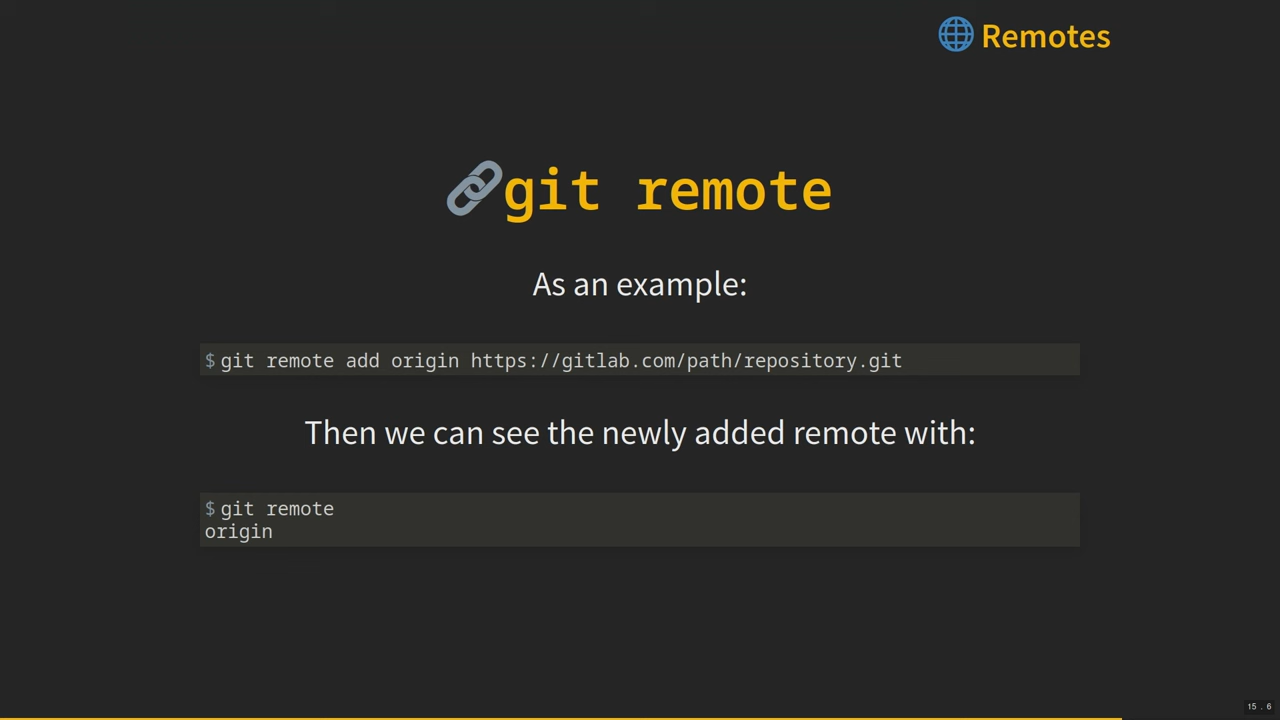 Remotes
git remote
As an example:
$ git remote add origin https://gitlab.com/path/repository.git
Then we can see the newly added remote with:
$ git remote
origin
15 . 6